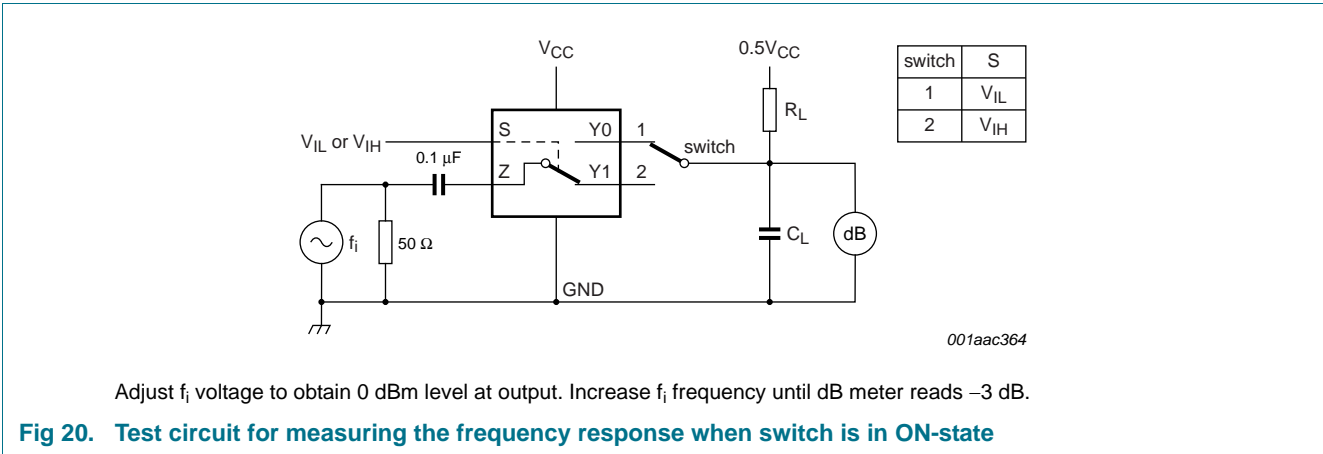 V_CC
0.5V_CC
switch S
1 V_IL
2 V_IH
R_L
V_IL or V_IH
S
Y0
1
switch
0.1 μF
Z
Y1
2
f_i
50 Ω
C_L
dB
GND
001aac364
Adjust f_i voltage to obtain 0 dBm level at output. Increase f_i frequency until dB meter reads −3 dB.
Fig 20. Test circuit for measuring the frequency response when switch is in ON-state